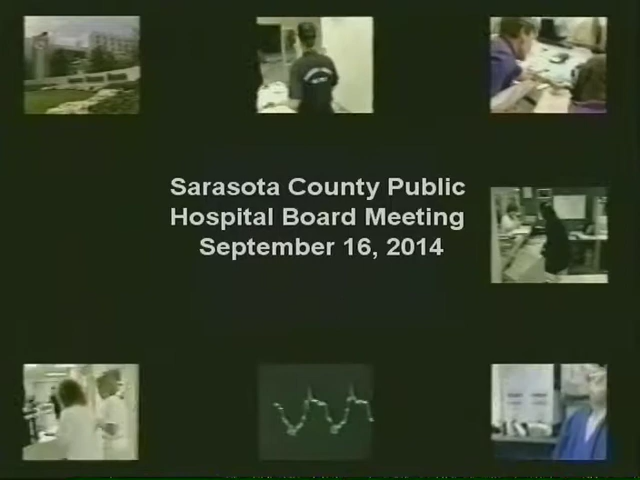 Sarasota County Public
Hospital Board Meeting
September 16, 2014